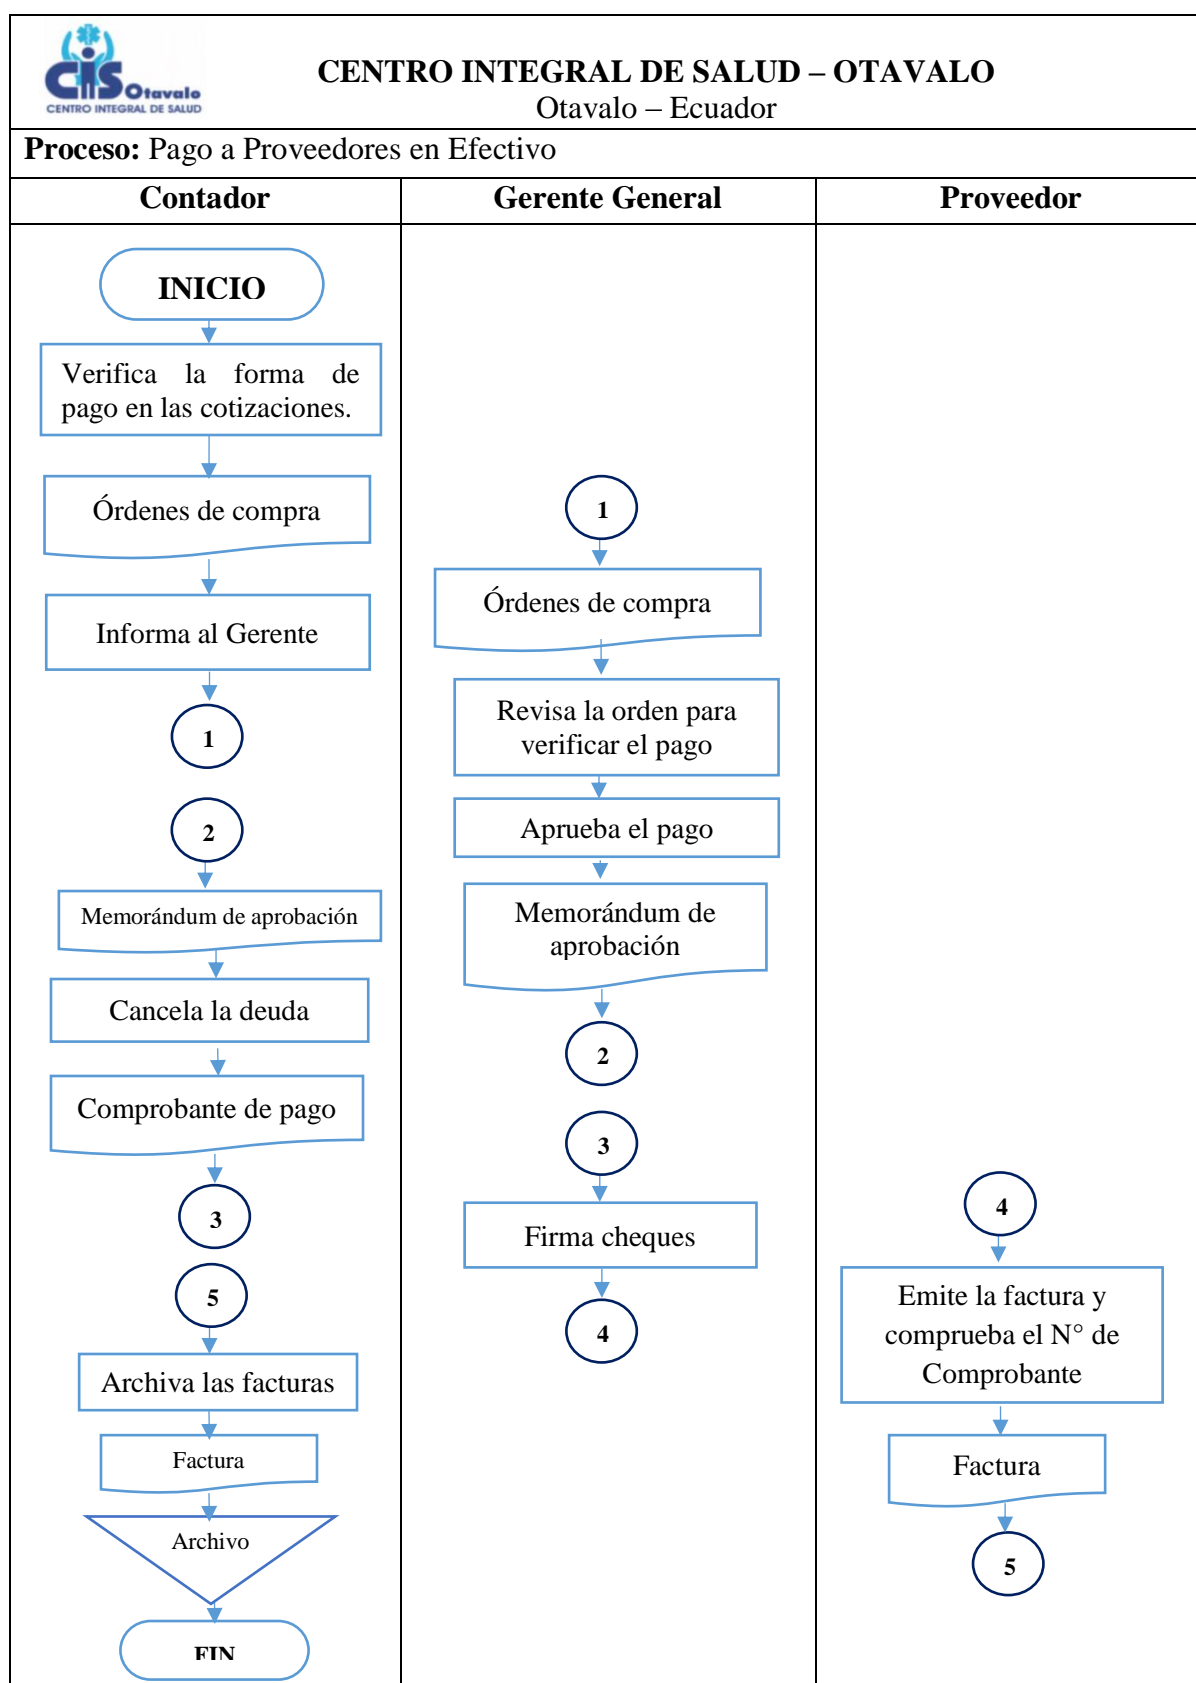 CIS Otavalo
CENTRO INTEGRAL DE SALUD
CENTRO INTEGRAL DE SALUD – OTAVALO
Otavalo – Ecuador
Proceso: Pago a Proveedores en Efectivo
Contador
Gerente General
Proveedor
INICIO
Verifica la forma de
pago en las cotizaciones.
Órdenes de compra
Informa al Gerente
1
2
Memorándum de aprobación
Cancela la deuda
Comprobante de pago
3
5
Archiva las facturas
Factura
Archivo
FIN
1
Órdenes de compra
Revisa la orden para
verificar el pago
Aprueba el pago
Memorándum de
aprobación
2
3
Firma cheques
4
4
Emite la factura y
comprueba el N° de
Comprobante
Factura
5